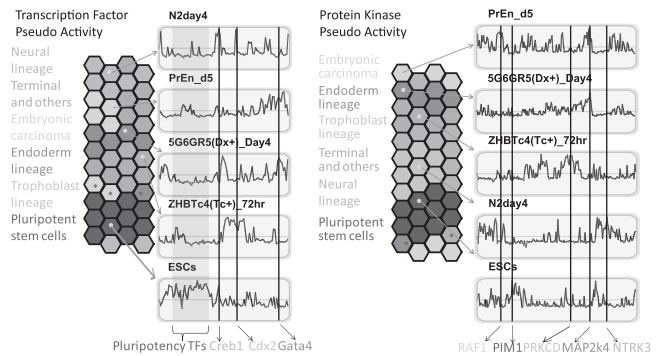 Transcription Factor
Pseudo Activity
Neural
lineage
Terminal
and others
Embryonic
carcinoma
Endoderm
lineage
Trophoblast
lineage
Pluripotent
stem cells
N2day4
PrEn_d5
5G6GR5(Dx+)_Day4
ZHBTc4(Tc+)_72hr
ESCs
Pluripotency TFs Creb1 Cdx2 Gata4
Protein Kinase
Pseudo Activity
Embryonic
carcinoma
Endoderm
lineage
Trophoblast
lineage
Terminal
and others
Neural
lineage
Pluripotent
stem cells
PrEn_d5
5G6GR5(Dx+)_Day4
ZHBTc4(Tc+)_72hr
N2day4
ESCs
RAF1 PIM1 PRKCD MAP2k4 NTRK3